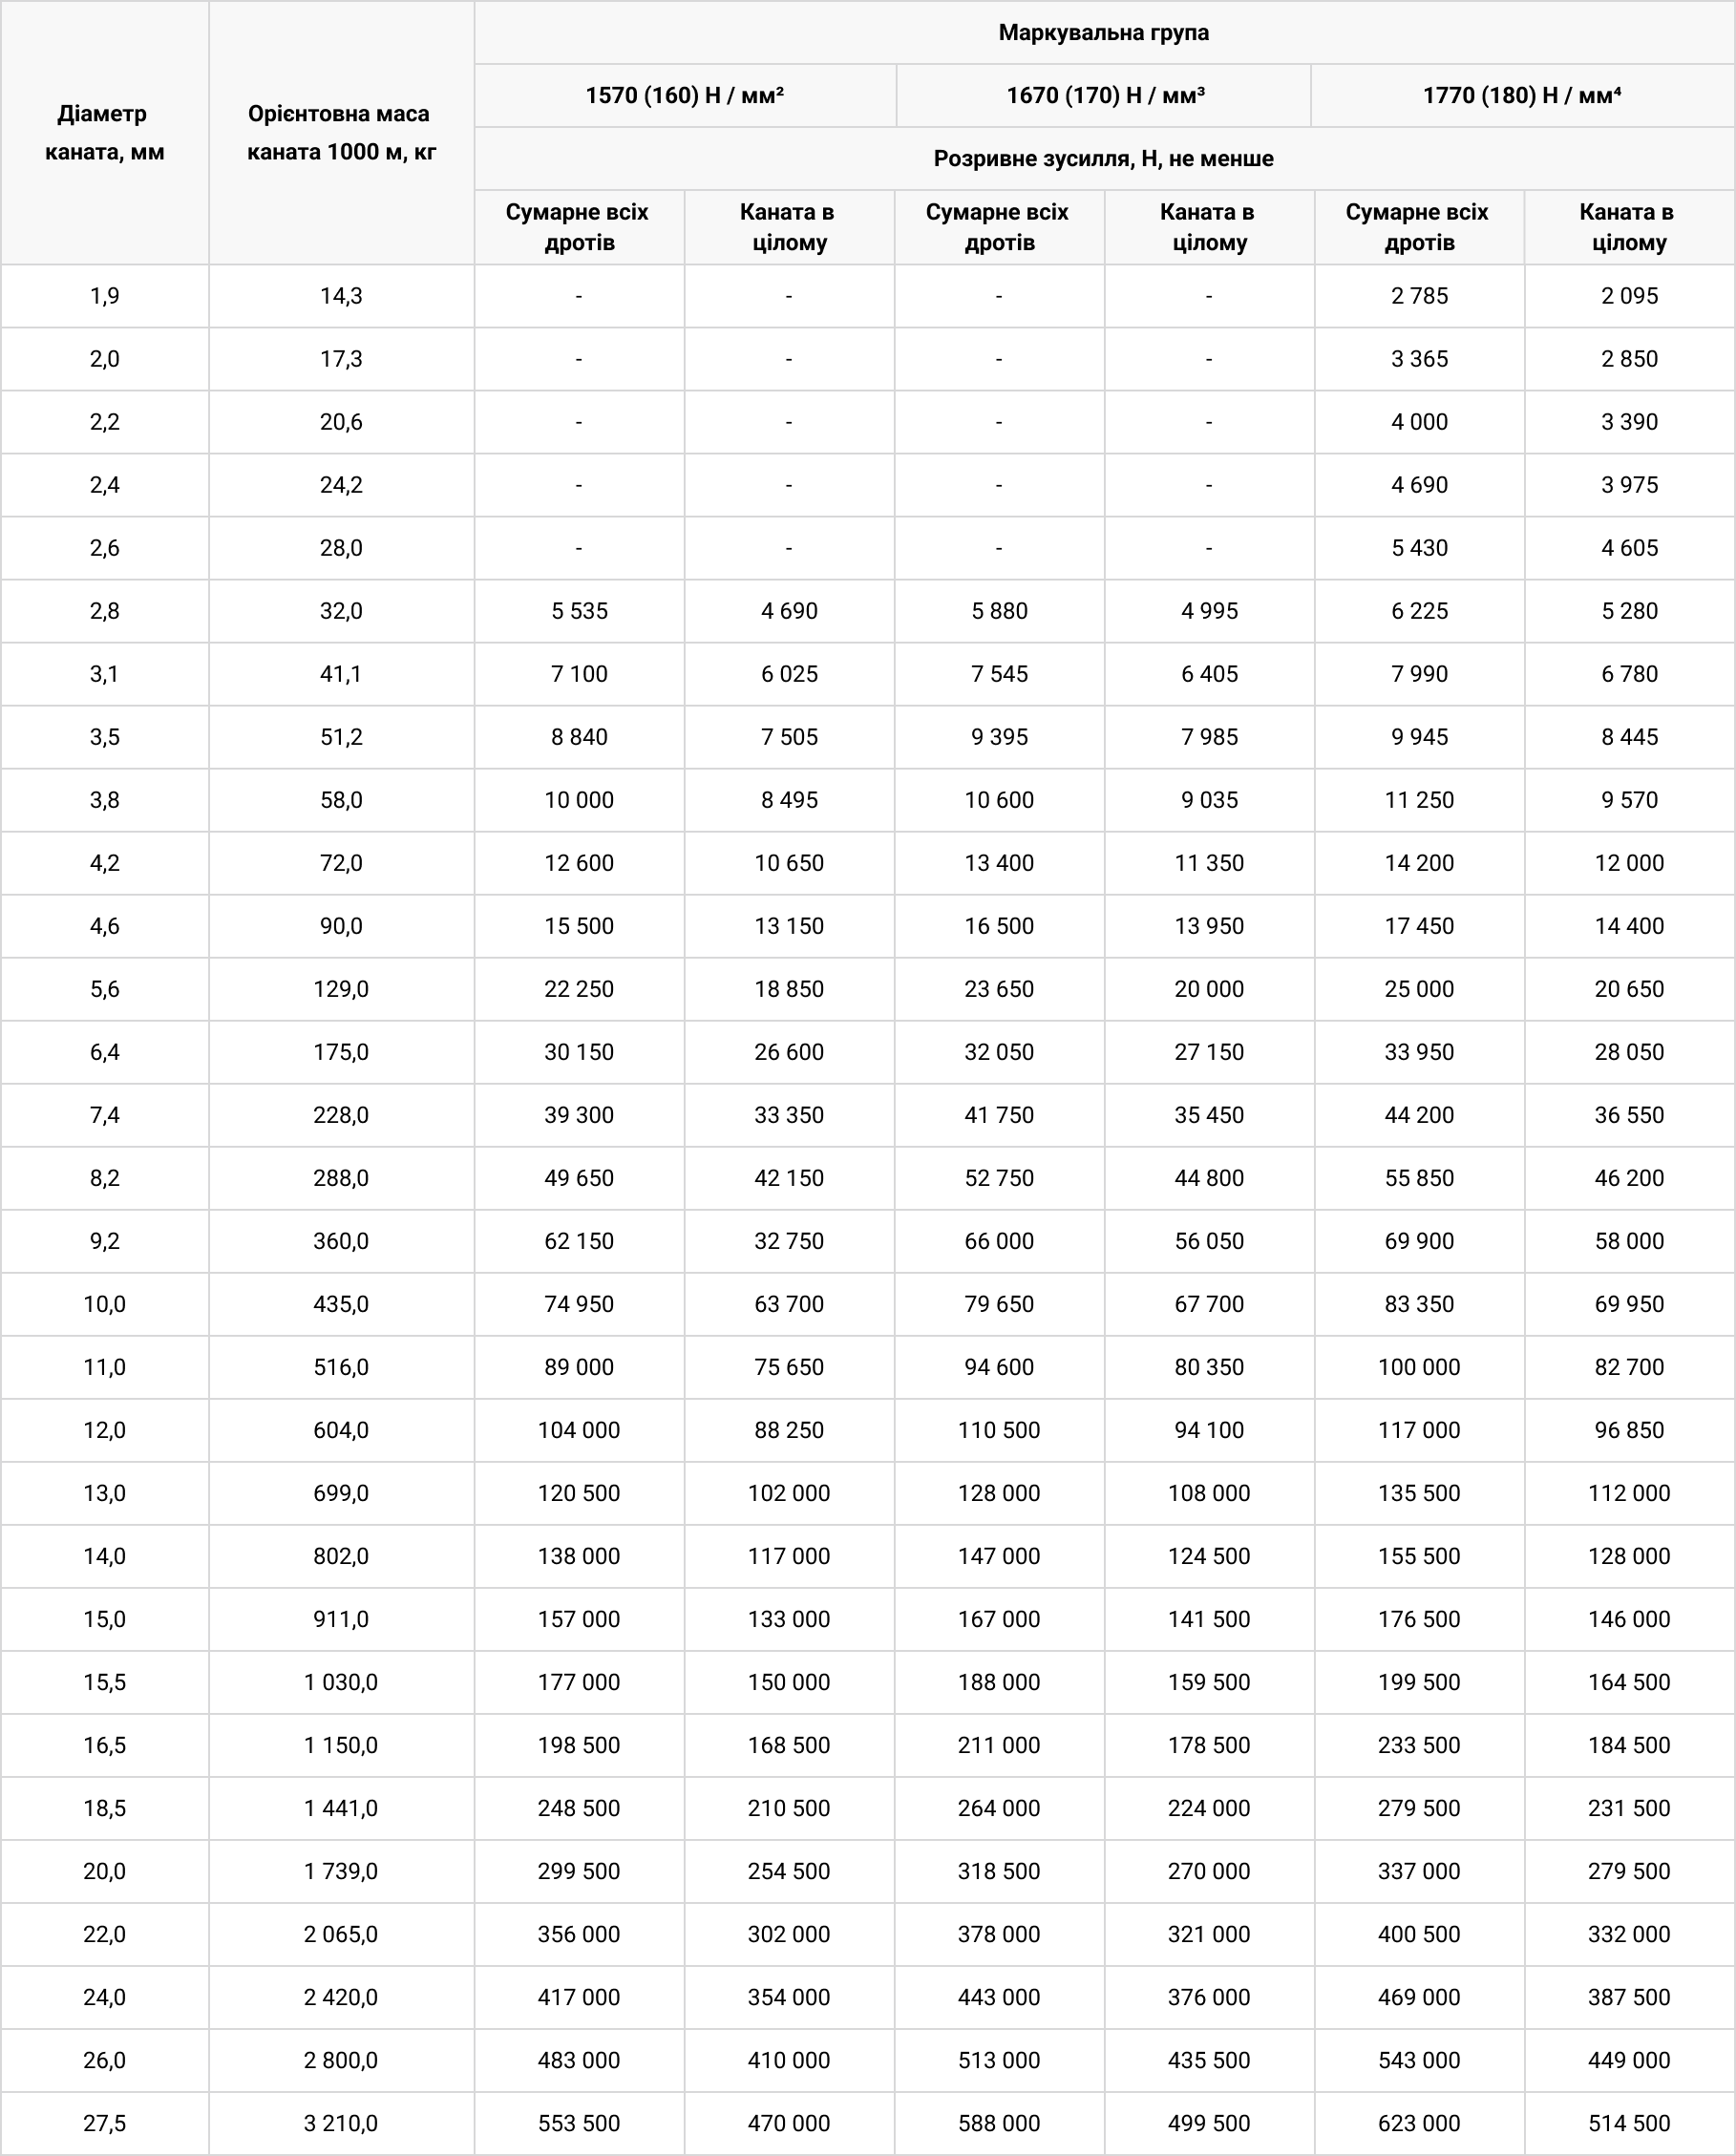 Діаметр
каната, мм
Орієнтовна маса
каната 1000 м, кг
Маркувальна група
1570 (160) Н / мм² 1670 (170) Н / мм³ 1770 (180) Н / мм⁴
Розривне зусилля, Н, не менше
Сумарне всіх
дротів
Каната в
цілому
Сумарне всіх
дротів
Каната в
цілому
Сумарне всіх
дротів
Каната в
цілому
1,9 14,3 - - - - 2 785 2 095
2,0 17,3 - - - - 3 365 2 850
2,2 20,6 - - - - 4 000 3 390
2,4 24,2 - - - - 4 690 3 975
2,6 28,0 - - - - 5 430 4 605
2,8 32,0 5 535 4 690 5 880 4 995 6 225 5 280
3,1 41,1 7 100 6 025 7 545 6 405 7 990 6 780
3,5 51,2 8 840 7 505 9 395 7 985 9 945 8 445
3,8 58,0 10 000 8 495 10 600 9 035 11 250 9 570
4,2 72,0 12 600 10 650 13 400 11 350 14 200 12 000
4,6 90,0 15 500 13 150 16 500 13 950 17 450 14 400
5,6 129,0 22 250 18 850 23 650 20 000 25 000 20 650
6,4 175,0 30 150 26 600 32 050 27 150 33 950 28 050
7,4 228,0 39 300 33 350 41 750 35 450 44 200 36 550
8,2 288,0 49 650 42 150 52 750 44 800 55 850 46 200
9,2 360,0 62 150 32 750 66 000 56 050 69 900 58 000
10,0 435,0 74 950 63 700 79 650 67 700 83 350 69 950
11,0 516,0 89 000 75 650 94 600 80 350 100 000 82 700
12,0 604,0 104 000 88 250 110 500 94 100 117 000 96 850
13,0 699,0 120 500 102 000 128 000 108 000 135 500 112 000
14,0 802,0 138 000 117 000 147 000 124 500 155 500 128 000
15,0 911,0 157 000 133 000 167 000 141 500 176 500 146 000
15,5 1 030,0 177 000 150 000 188 000 159 500 199 500 164 500
16,5 1 150,0 198 500 168 500 211 000 178 500 233 500 184 500
18,5 1 441,0 248 500 210 500 264 000 224 000 279 500 231 500
20,0 1 739,0 299 500 254 500 318 500 270 000 337 000 279 500
22,0 2 065,0 356 000 302 000 378 000 321 000 400 500 332 000
24,0 2 420,0 417 000 354 000 443 000 376 000 469 000 387 500
26,0 2 800,0 483 000 410 000 513 000 435 500 543 000 449 000
27,5 3 210,0 553 500 470 000 588 000 499 500 623 000 514 500